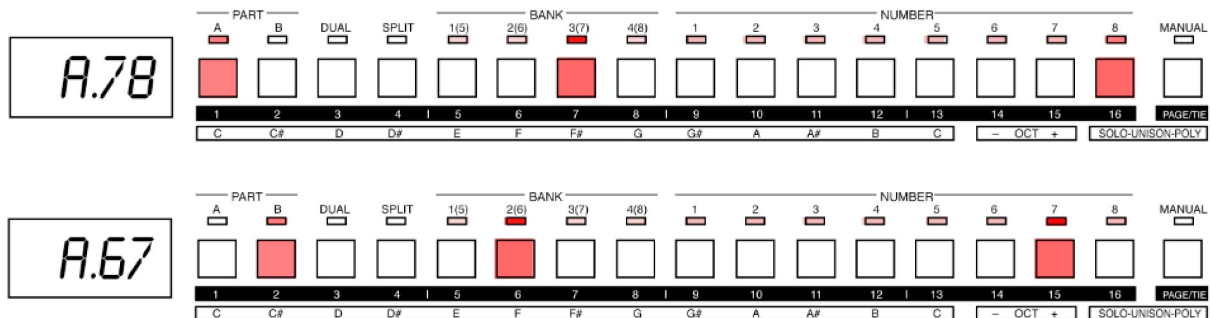 PART BANK NUMBER
A B DUAL SPLIT 1(5) 2(6) 3(7) 4(8) 1 2 3 4 5 6 7 8 MANUAL
A.78
1 2 3 4 5 6 7 8 9 10 11 12 13 14 15 16 PAGE/TIE
C C# D D# E F F# G G# A A# B C – OCT + SOLO-UNISON-POLY
PART BANK NUMBER
A B DUAL SPLIT 1(5) 2(6) 3(7) 4(8) 1 2 3 4 5 6 7 8 MANUAL
A.67
1 2 3 4 5 6 7 8 9 10 11 12 13 14 15 16 PAGE/TIE
C C# D D# E F F# G G# A A# B C – OCT + SOLO-UNISON-POLY